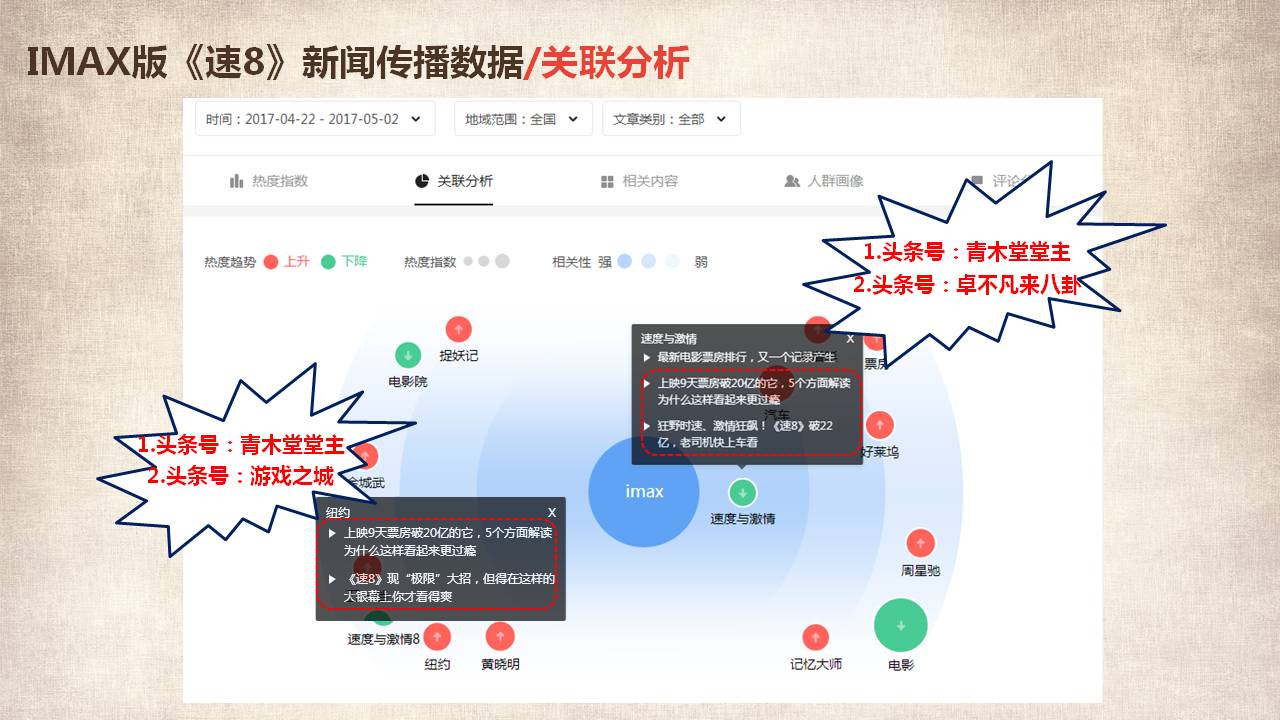 IMAX版《速8》新闻传播数据/关联分析
时间：2017-04-22 - 2017-05-02
地域范围：全国
文章类别：全部
热度指数
关联分析
相关内容
人群画像
评论
热度趋势 上升 下降
热度指数
相关性 强 弱
1.头条号：青木堂堂主
2.头条号：卓不凡来八卦
捉妖记
电影院
速度与激情 X
最新电影票房排行，又一个记录产生
上映9天票房破20亿的它，5个方面解读
为什么这样看起来更过瘾
狂野时速、激情狂飙！《速8》破22
亿，老司机快上车看
票房
汽车
好莱坞
1.头条号：青木堂堂主
2.头条号：游戏之城
金城武
imax
速度与激情
纽约 X
上映9天票房破20亿的它，5个方面解读
为什么这样看起来更过瘾
《速8》现“极限”大招，但得在这样的
大银幕上你才看得爽
周星驰
速度与激情8
纽约
黄晓明
记忆大师
电影